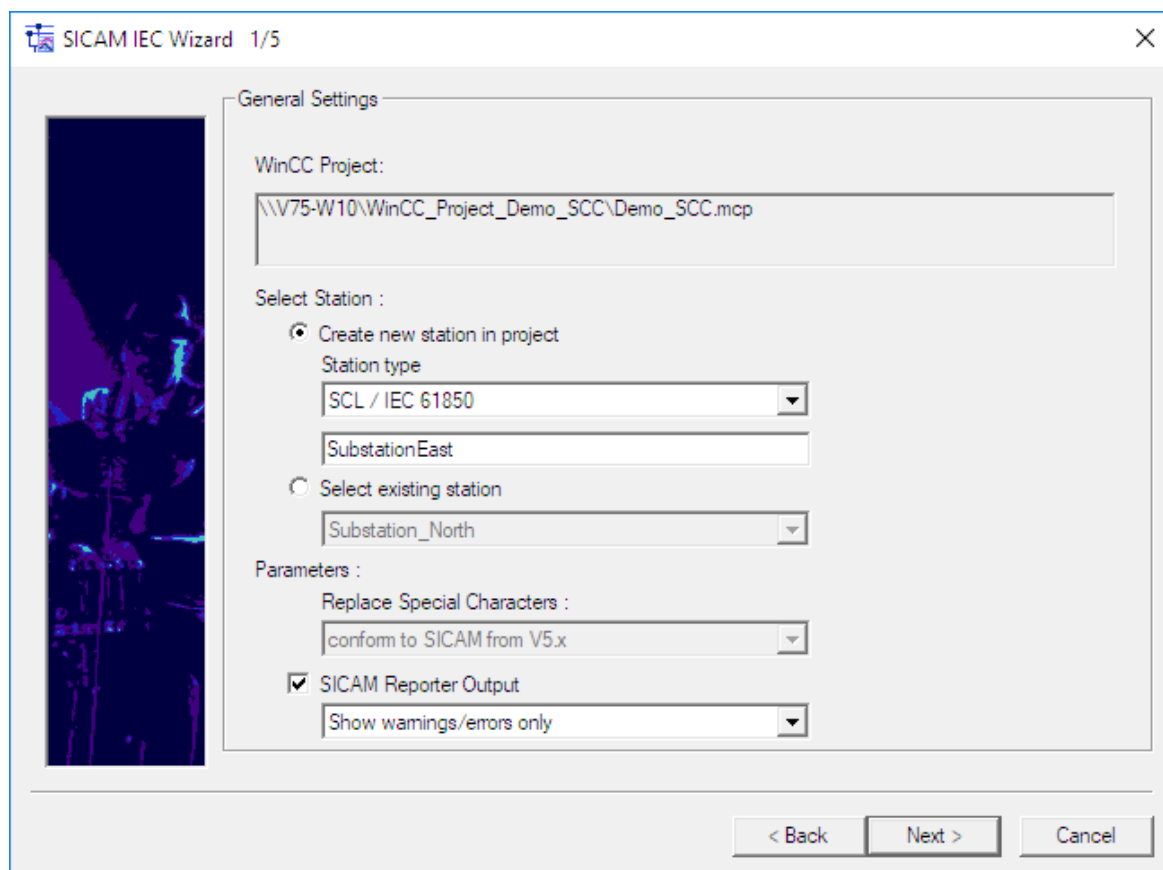 SICAM IEC Wizard 1/5
General Settings
WinCC Project:
\\V75-W10\WinCC_Project_Demo_SCC\Demo_SCC.mcp
Select Station :
Create new station in project
Station type
SCL / IEC 61850
SubstationEast
Select existing station
Substation_North
Parameters :
Replace Special Characters :
conform to SICAM from V5.x
SICAM Reporter Output
Show warnings/errors only
< Back Next > Cancel